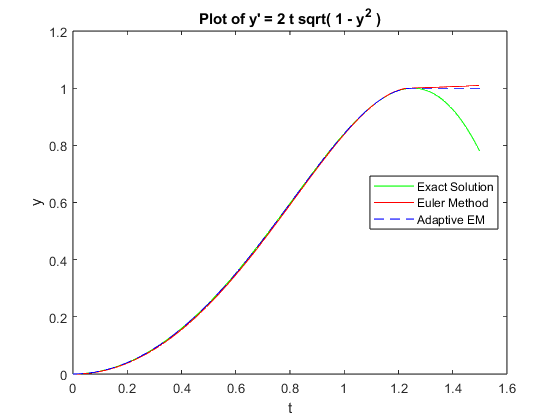 Plot of y' = 2 t sqrt( 1 - y² )
1.2
1
0.8
0.6
0.4
0.2
0
y
Exact Solution
Euler Method
Adaptive EM
0 0.2 0.4 0.6 0.8 1 1.2 1.4 1.6
t